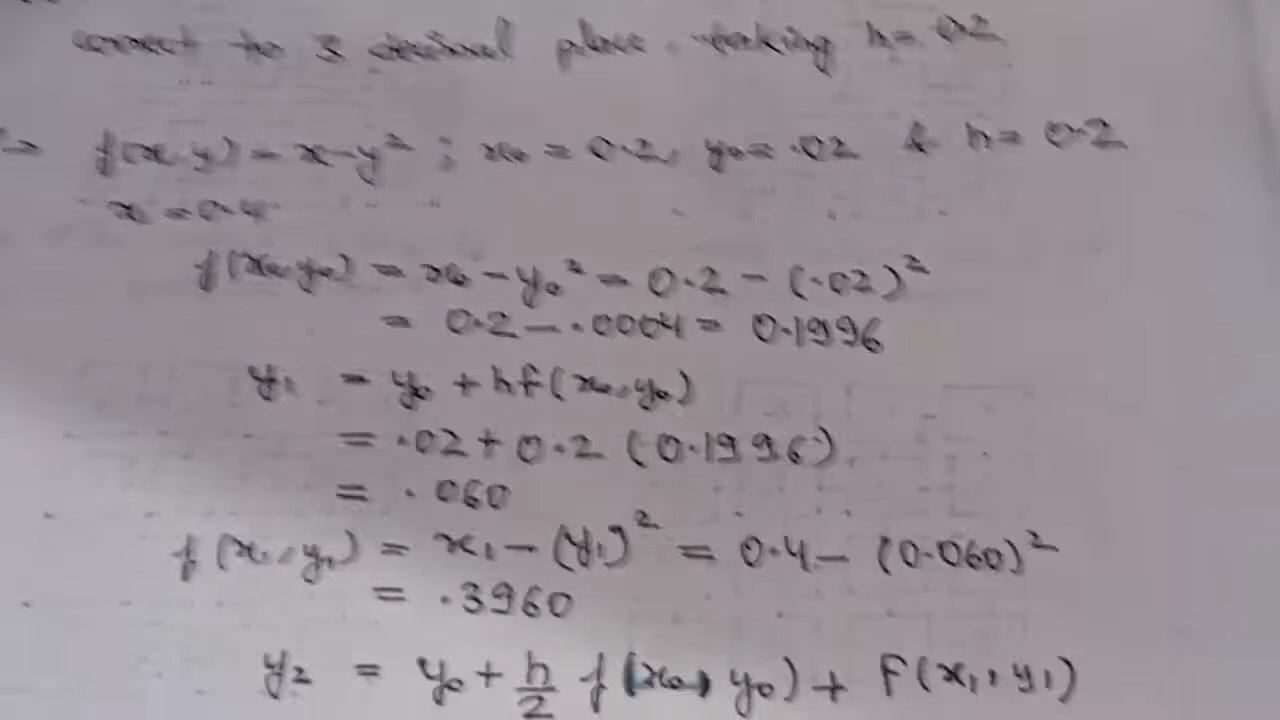 correct to 3 decimal place. taking h = 0.2
→ f(x, y) = x - y² ; x₀ = 0.2, y₀ = .02 & h = 0.2
x = 0.4
f(x₀, y₀) = x₀ - y₀² = 0.2 - (.02)²
= 0.2 - .0004 = 0.1996
y₁ = y₀ + hf(x₀, y₀)
= .02 + 0.2 (0.1996)
= .060
f(x₁, y₁) = x₁ - (y₁)² = 0.4 - (0.060)²
= .3960
y₂ = y₀ + h/2 f(x₀, y₀) + F(x₁, y₁)